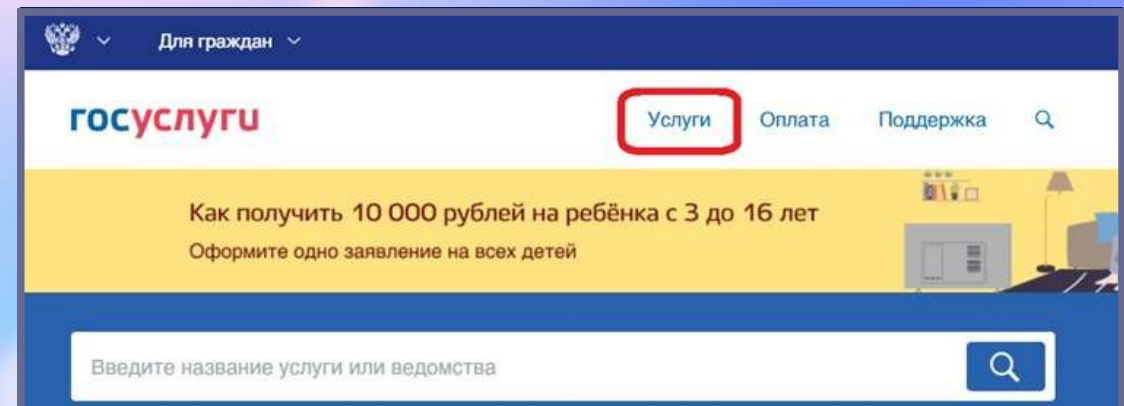 Для граждан
госуслуги
Услуги Оплата Поддержка
Как получить 10 000 рублей на ребёнка с 3 до 16 лет
Оформите одно заявление на всех детей
Введите название услуги или ведомства